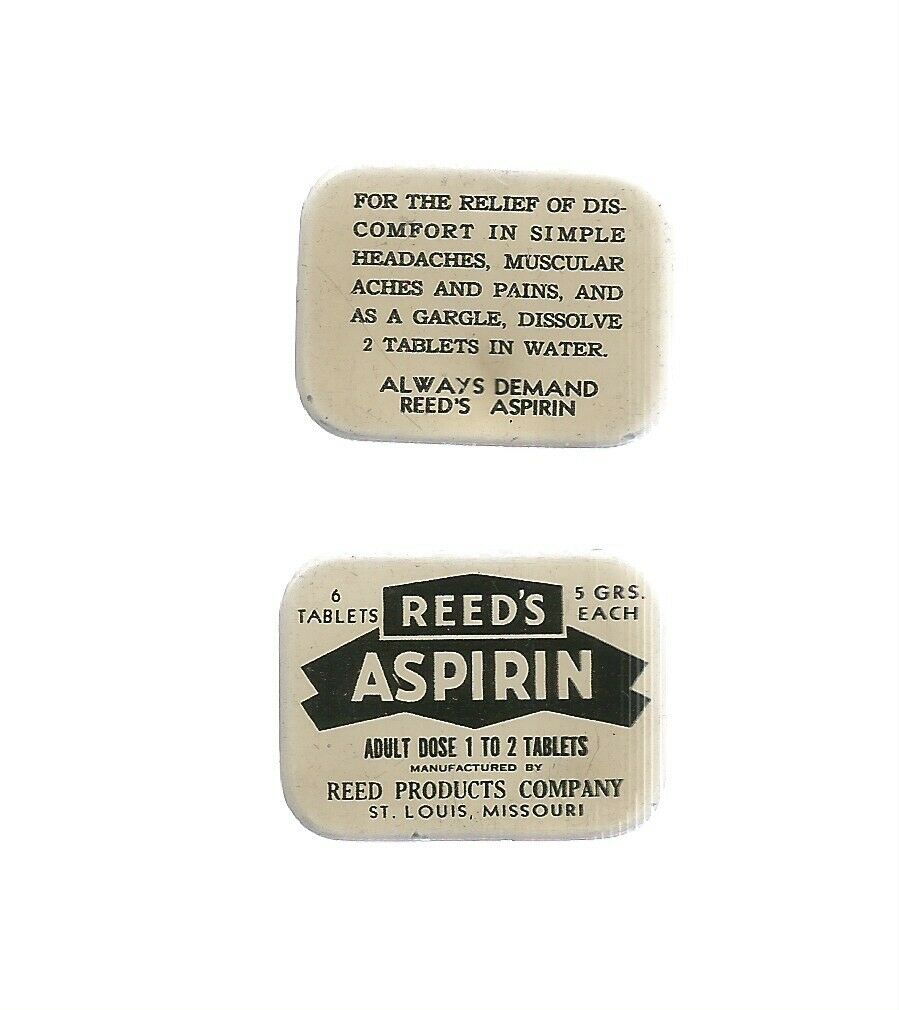 FOR THE RELIEF OF DIS-
COMFORT IN SIMPLE
HEADACHES, MUSCULAR
ACHES AND PAINS, AND
AS A GARGLE, DISSOLVE
2 TABLETS IN WATER.
ALWAYS DEMAND
REED'S ASPIRIN
6
TABLETS
REED'S
5 GRS.
EACH
ASPIRIN
ADULT DOSE 1 TO 2 TABLETS
MANUFACTURED BY
REED PRODUCTS COMPANY
ST. LOUIS, MISSOURI